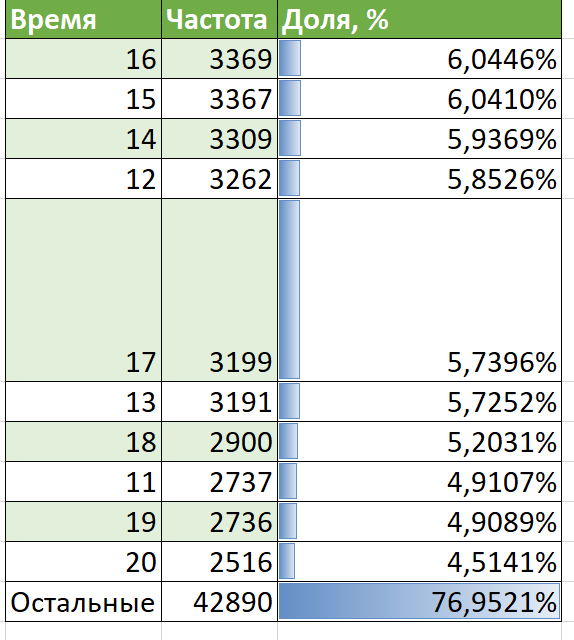 Время Частота Доля, %
16 3369 6,0446%
15 3367 6,0410%
14 3309 5,9369%
12 3262 5,8526%
17 3199 5,7396%
13 3191 5,7252%
18 2900 5,2031%
11 2737 4,9107%
19 2736 4,9089%
20 2516 4,5141%
Остальные 42890 76,9521%